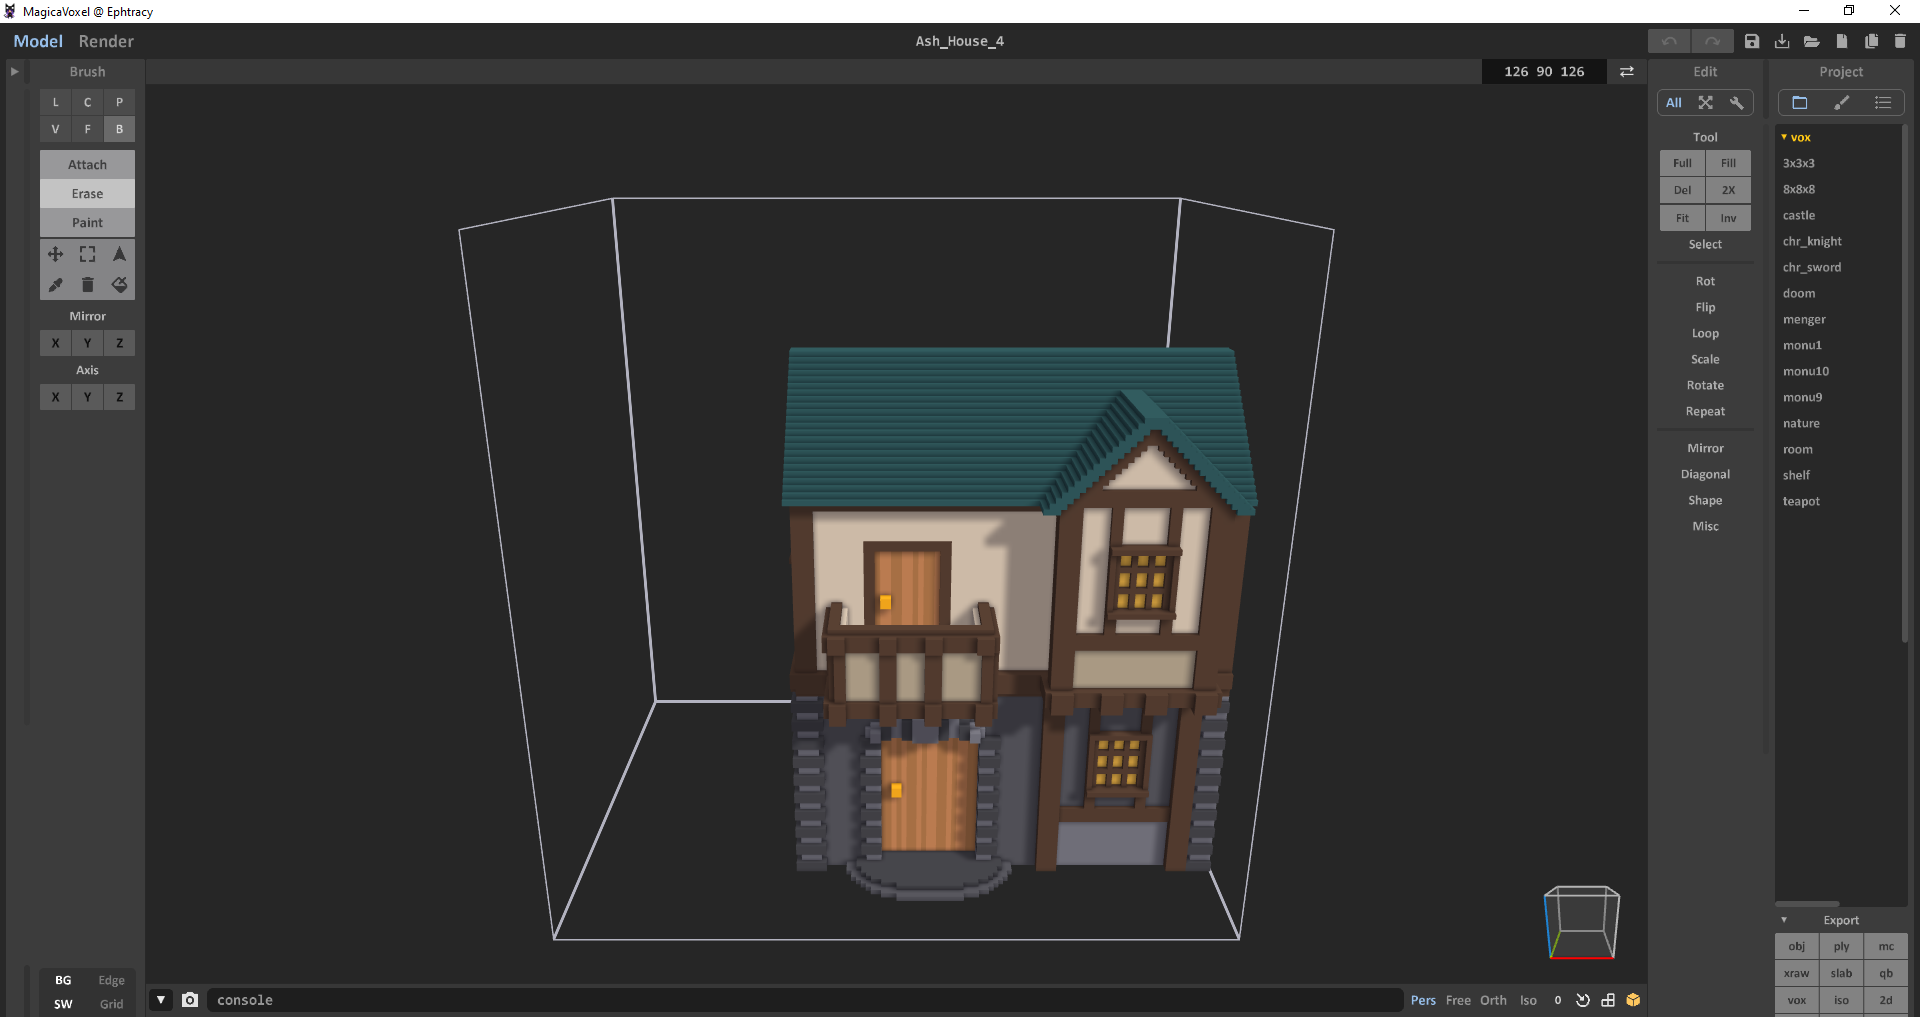 MagicaVoxel @ Ephtracy
Model Render
Ash_House_4
Brush
126 90 126
Edit
Project
L C P
V F B
All
Attach
Erase
Paint
Mirror
X Y Z
Axis
X Y Z
BG Edge
SW Grid
console
Pers Free Orth Iso 0
Tool
Full Fill
Del 2X
Fit Inv
Select
Rot
Flip
Loop
Scale
Rotate
Repeat
Mirror
Diagonal
Shape
Misc
vox
3x3x3
8x8x8
castle
chr_knight
chr_sword
doom
menger
monu1
monu10
monu9
nature
room
shelf
teapot
Export
obj ply mc
xraw slab qb
vox iso 2d